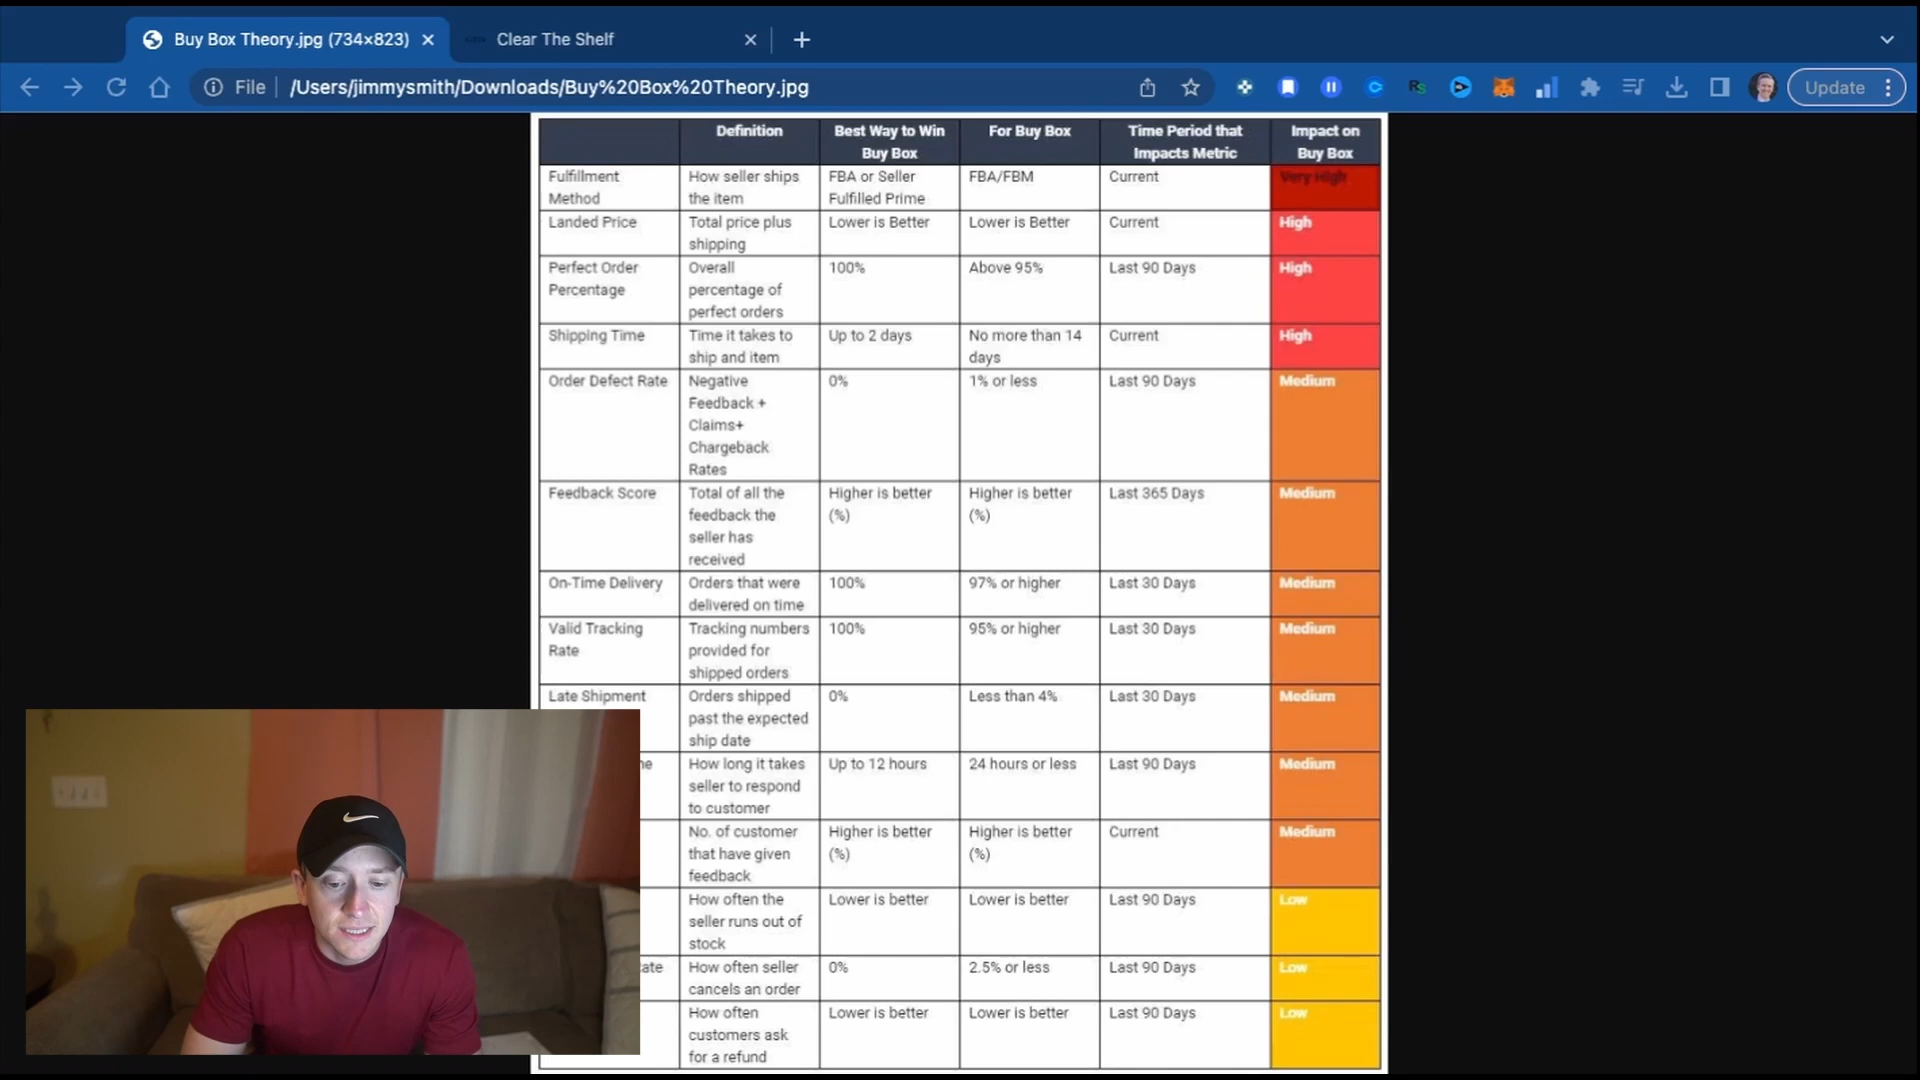 Buy Box Theory.jpg (734×823)
Clear The Shelf
File
/Users/jimmysmith/Downloads/Buy%20Box%20Theory.jpg
Update
Definition
Best Way to Win
Buy Box
For Buy Box
Time Period that
Impacts Metric
Impact on
Buy Box
Fulfillment
Method
How seller ships
the item
FBA or Seller
Fulfilled Prime
FBA/FBM
Current
Very High
Landed Price
Total price plus
shipping
Lower is Better
Lower is Better
Current
High
Perfect Order
Percentage
Overall
percentage of
perfect orders
100%
Above 95%
Last 90 Days
High
Shipping Time
Time it takes to
ship and item
Up to 2 days
No more than 14
days
Current
High
Order Defect Rate
Negative
Feedback +
Claims+
Chargeback
Rates
0%
1% or less
Last 90 Days
Medium
Feedback Score
Total of all the
feedback the
seller has
received
Higher is better
(%)
Higher is better
(%)
Last 365 Days
Medium
On-Time Delivery
Orders that were
delivered on time
100%
97% or higher
Last 30 Days
Medium
Valid Tracking
Rate
Tracking numbers
provided for
shipped orders
100%
95% or higher
Last 30 Days
Medium
Late Shipment
Orders shipped
past the expected
ship date
0%
Less than 4%
Last 30 Days
Medium
How long it takes
seller to respond
to customer
Up to 12 hours
24 hours or less
Last 90 Days
Medium
No. of customer
that have given
feedback
Higher is better
(%)
Higher is better
(%)
Current
Medium
How often the
seller runs out of
stock
Lower is better
Lower is better
Last 90 Days
Low
How often seller
cancels an order
0%
2.5% or less
Last 90 Days
Low
How often
customers ask
for a refund
Lower is better
Lower is better
Last 90 Days
Low